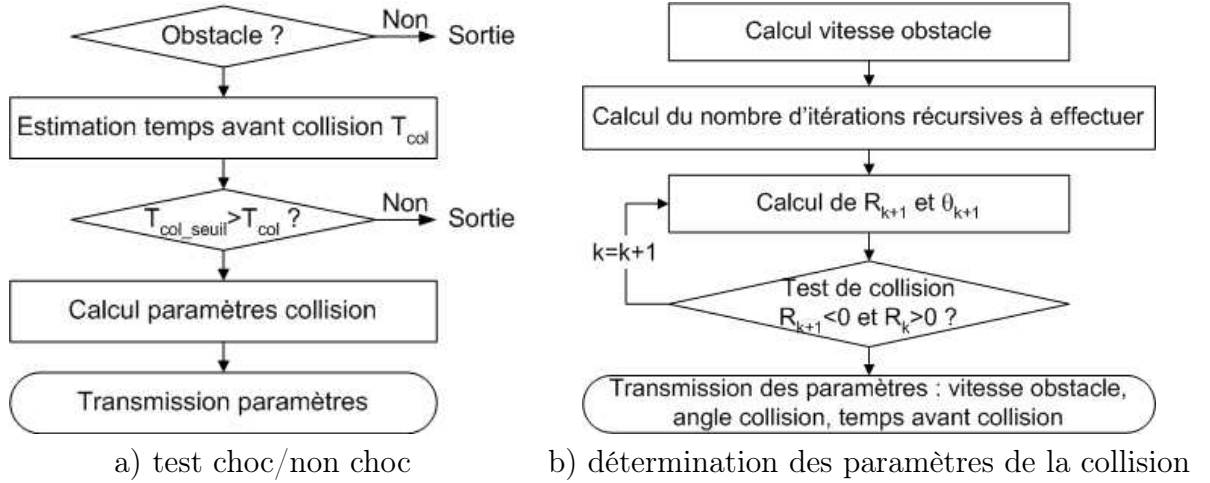 Obstacle ?
Non
Sortie
Estimation temps avant collision T_col
T_col_seuil>T_col ?
Non
Sortie
Calcul paramètres collision
Transmission paramètres
a) test choc/non choc
Calcul vitesse obstacle
Calcul du nombre d'itérations récursives à effectuer
Calcul de R_k+1 et θ_k+1
k=k+1
Test de collision
R_k+1<0 et R_k>0 ?
Transmission des paramètres : vitesse obstacle,
angle collision, temps avant collision
b) détermination des paramètres de la collision